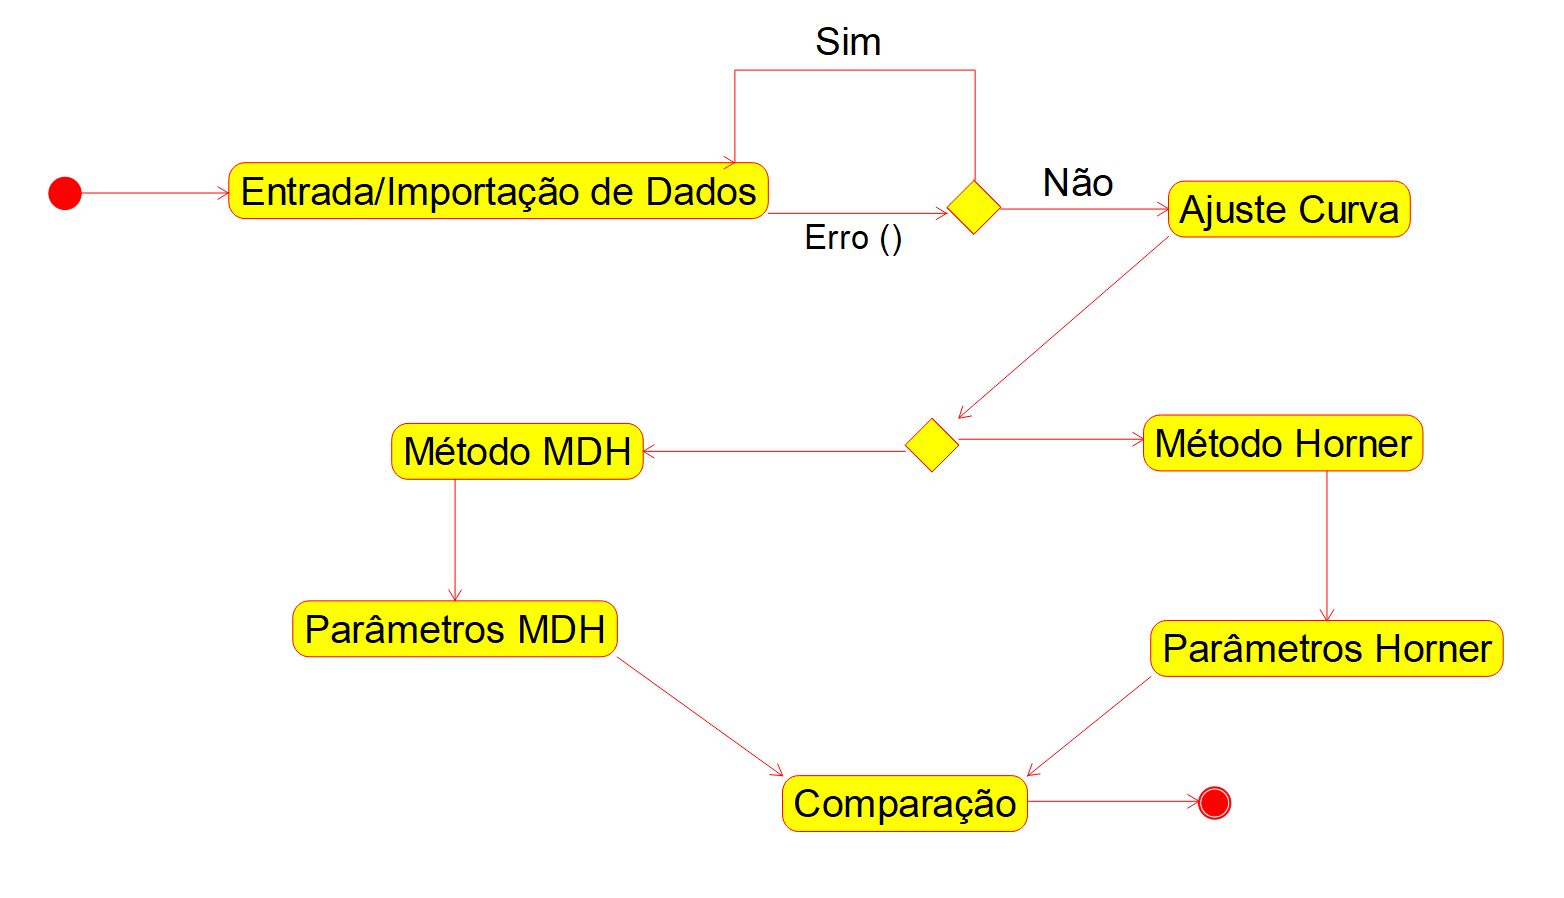 Sim
Entrada/Importação de Dados
Erro ()
Não
Ajuste Curva
Método MDH
Método Horner
Parâmetros MDH
Parâmetros Horner
Comparação